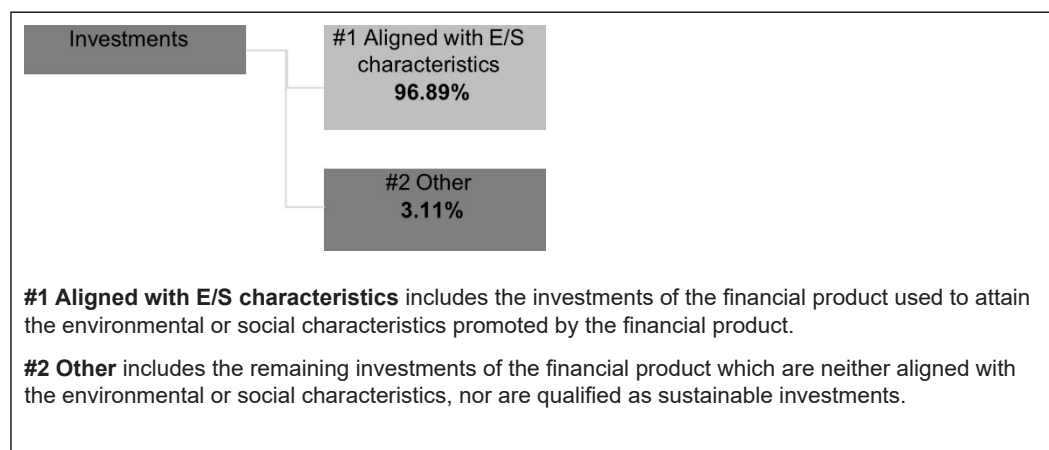 Investments
#1 Aligned with E/S
characteristics
96.89%
#2 Other
3.11%
#1 Aligned with E/S characteristics includes the investments of the financial product used to attain
the environmental or social characteristics promoted by the financial product.
#2 Other includes the remaining investments of the financial product which are neither aligned with
the environmental or social characteristics, nor are qualified as sustainable investments.